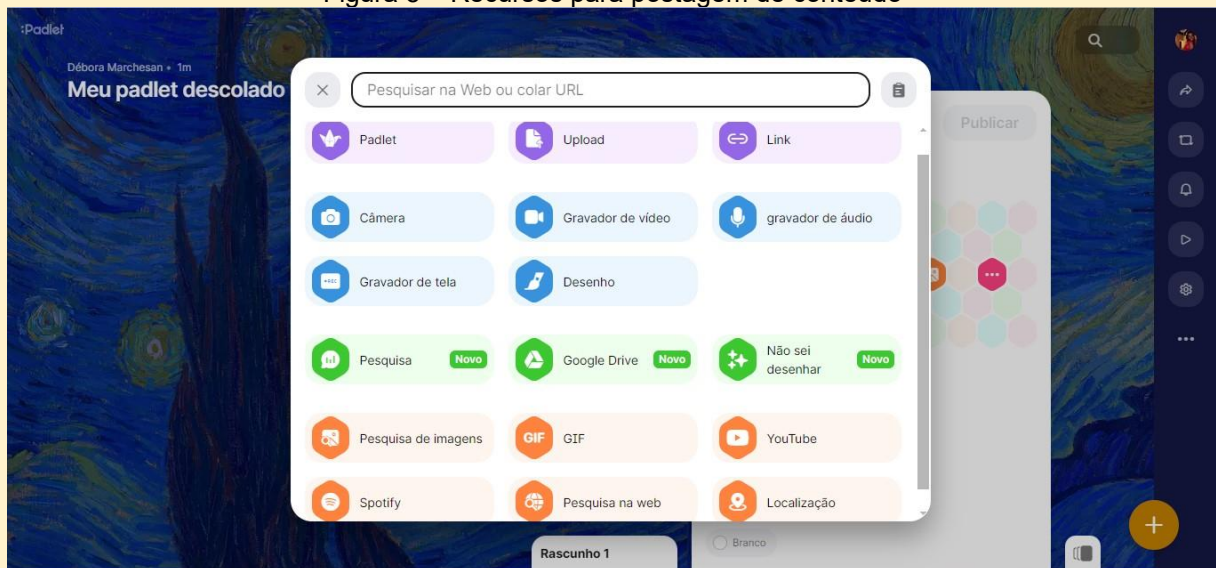 Figura 3 – Recursos para postagem de conteúdo
:Padlet
Débora Marchesan • 1m
Meu padlet descolado
Pesquisar na Web ou colar URL
Publicar
Padlet
Upload
Link
Câmera
Gravador de vídeo
gravador de áudio
Gravador de tela
Desenho
Pesquisa Novo
Google Drive Novo
Não sei
desenhar
Novo
Pesquisa de imagens
GIF GIF
YouTube
Spotify
Pesquisa na web
Localização
Rascunho 1
Branco